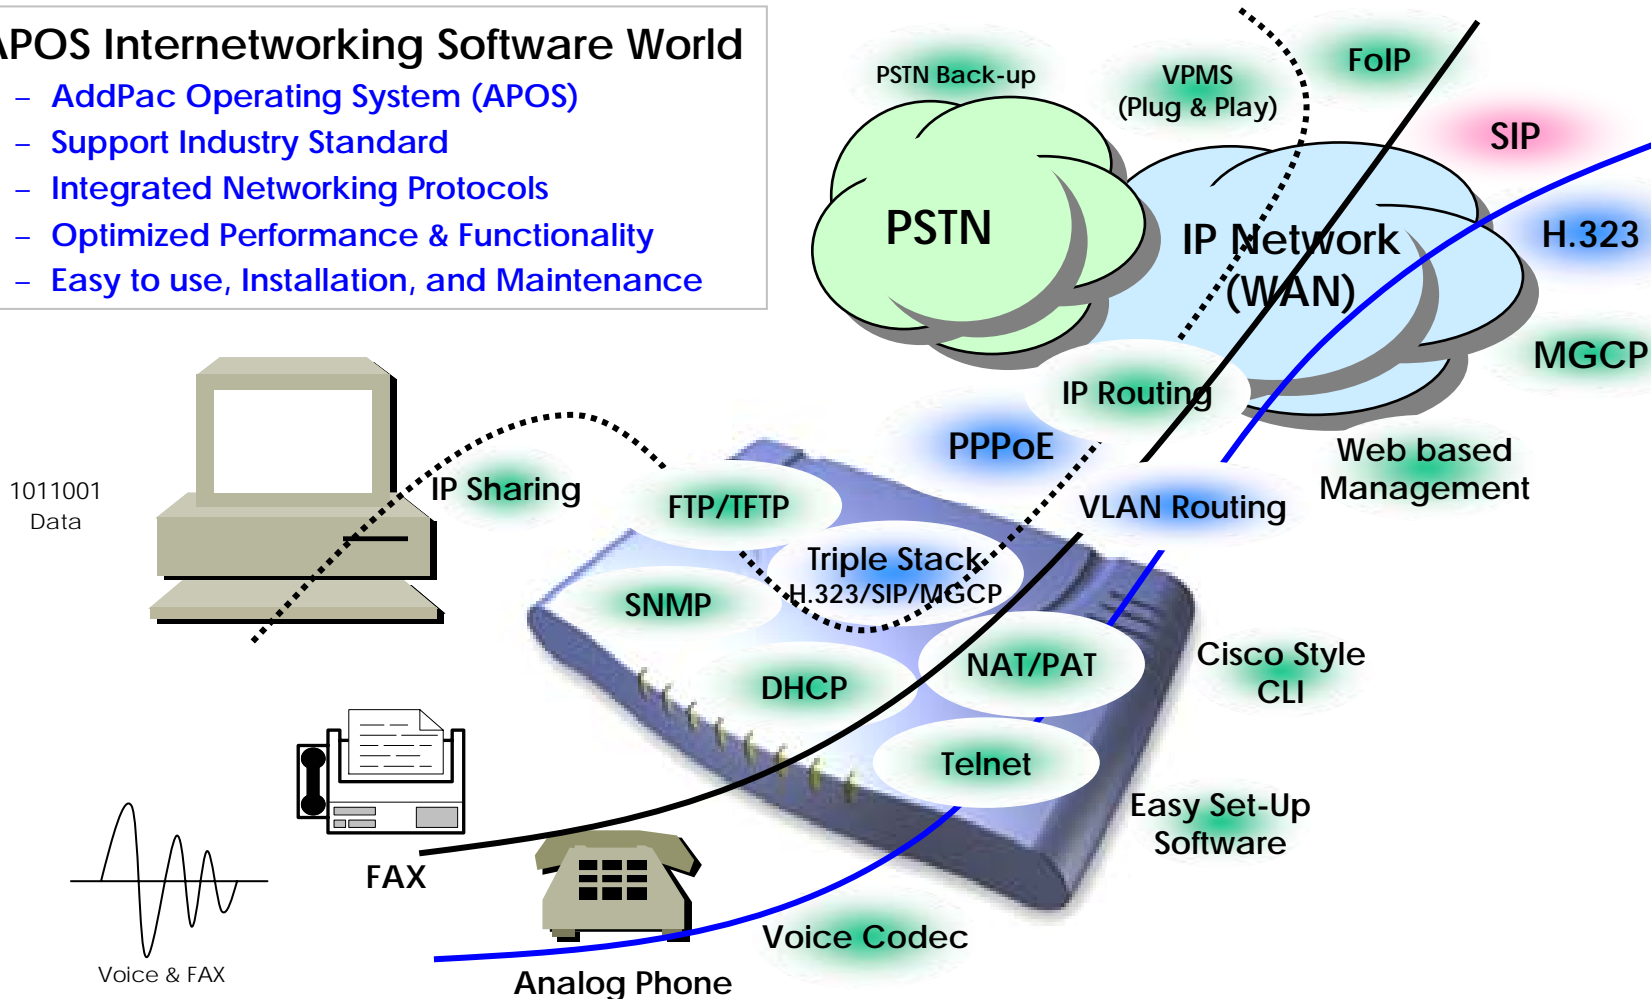 APOS Internetworking Software World
– AddPac Operating System (APOS)
– Support Industry Standard
– Integrated Networking Protocols
– Optimized Performance & Functionality
– Easy to use, Installation, and Maintenance
PSTN Back-up
VPMS
(Plug & Play)
FoIP
SIP
PSTN
IP Network
(WAN)
H.323
MGCP
IP Routing
PPPoE
Web based
Management
1011001
Data
IP Sharing
FTP/TFTP
VLAN Routing
Triple Stack
H.323/SIP/MGCP
SNMP
NAT/PAT
DHCP
Cisco Style
CLI
Telnet
Easy Set-Up
Software
FAX
Voice Codec
Voice & FAX
Analog Phone